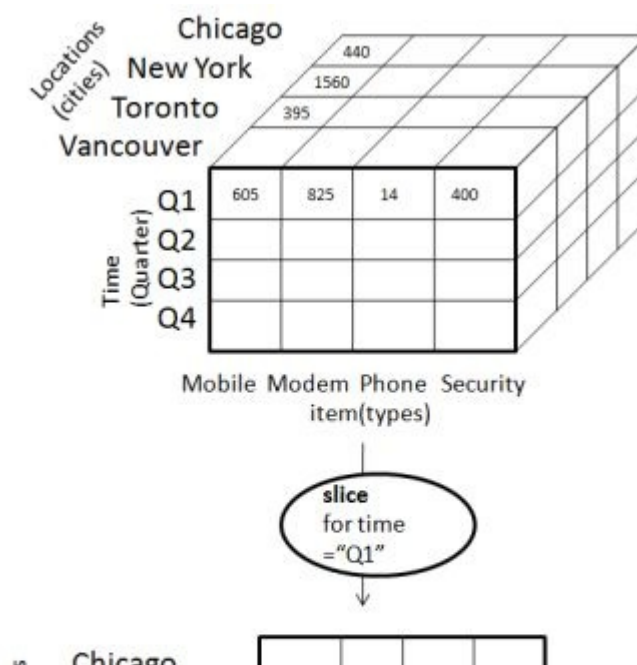 Locations
(cities)
Chicago
New York
Toronto
Vancouver
440
1560
395
Time
(Quarter)
Q1 605 825 14 400
Q2
Q3
Q4
Mobile Modem Phone Security
item(types)
slice
for time
="Q1"
Chicago